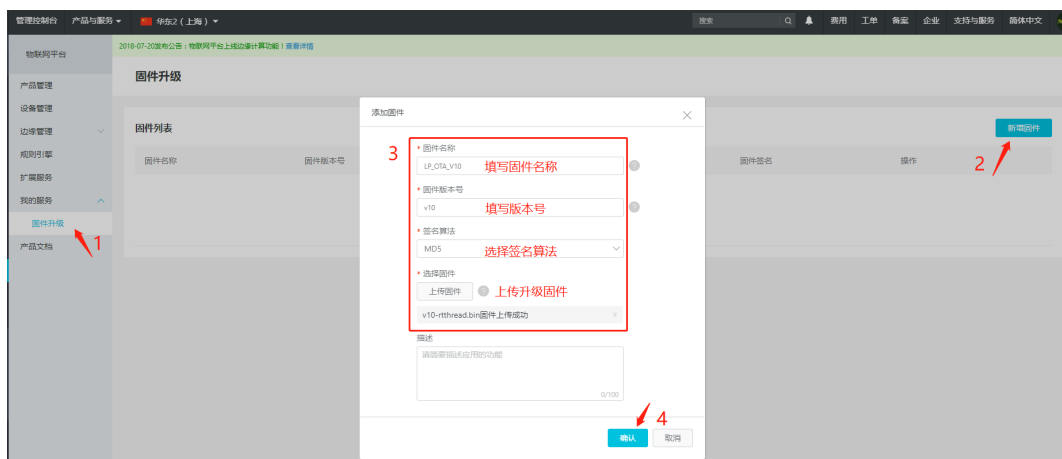 管理控制台 产品与服务 华东2（上海） 搜索 费用 工单 备案 企业 支持与服务 简体中文
物联网平台
2018-07-20发布公告：物联网平台上线边缘计算功能！查看详情
固件升级
产品管理
设备管理
边缘管理
规则引擎
扩展服务
我的服务
固件升级
产品文档
1
固件列表
新增固件
固件名称 固件版本号 固件签名 操作
2
添加固件
3
* 固件名称
LP_OTA_V10 填写固件名称
* 固件版本号
v10 填写版本号
* 签名算法
MD5 选择签名算法
* 选择固件
上传固件 上传升级固件
v10-rtthread.bin固件上传成功
描述
请简要描述应用的功能
0/100
4
确认 取消